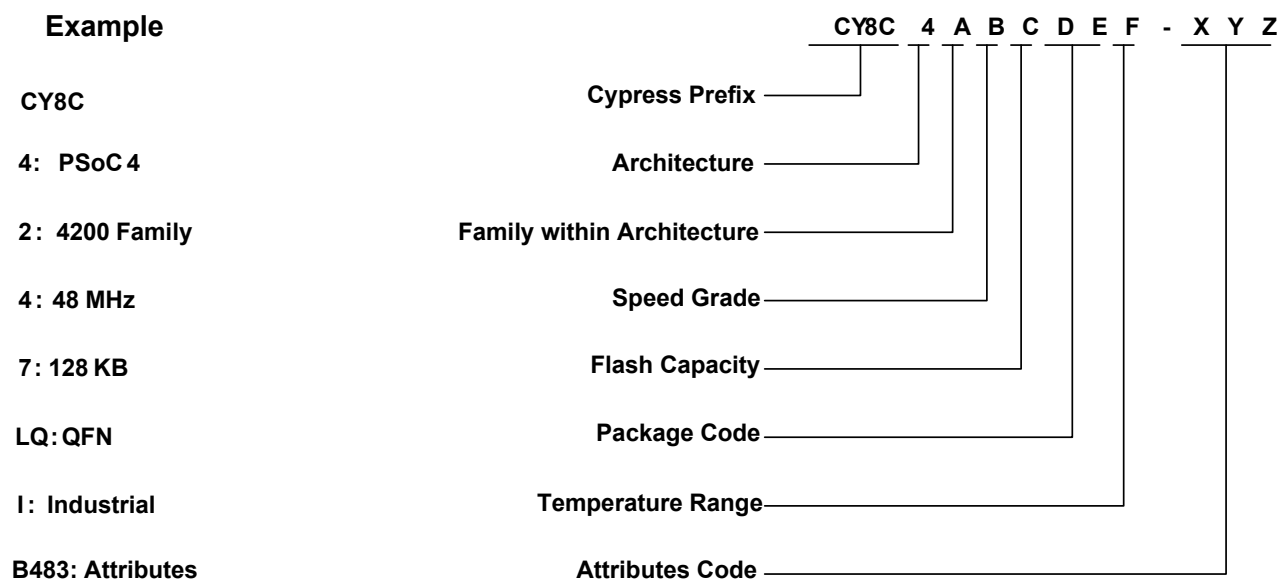 Example CY8C 4 A B C D E F - X Y Z
CY8C Cypress Prefix
4: PSoC 4 Architecture
2: 4200 Family Family within Architecture
4: 48 MHz Speed Grade
7: 128 KB Flash Capacity
LQ: QFN Package Code
I: Industrial Temperature Range
B483: Attributes Attributes Code